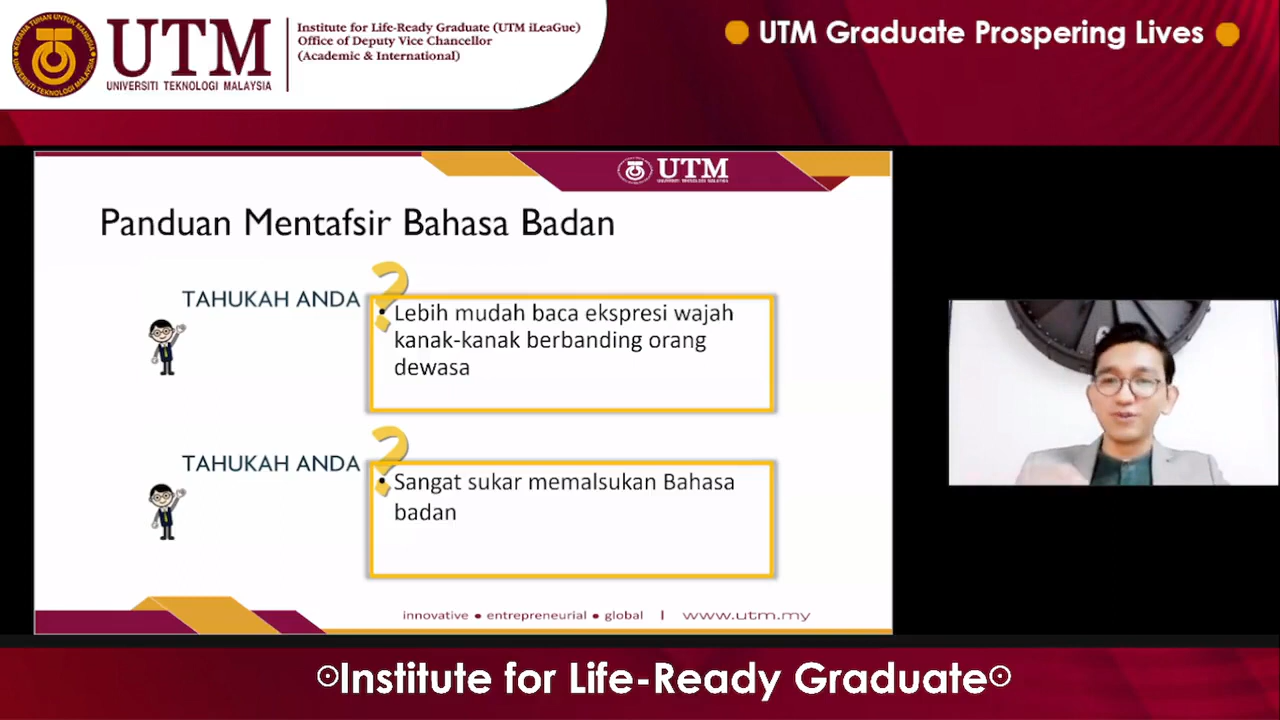 UTM
UNIVERSITI TEKNOLOGI MALAYSIA
Institute for Life-Ready Graduate (UTM iLeaGue)
Office of Deputy Vice Chancellor
(Academic & International)
UTM Graduate Prospering Lives
UTM
Panduan Mentafsir Bahasa Badan
TAHUKAH ANDA
?
• Lebih mudah baca ekspresi wajah
kanak-kanak berbanding orang
dewasa
TAHUKAH ANDA
?
• Sangat sukar memalsukan Bahasa
badan
innovative ● entrepreneurial ● global | www.utm.my
Institute for Life-Ready Graduate